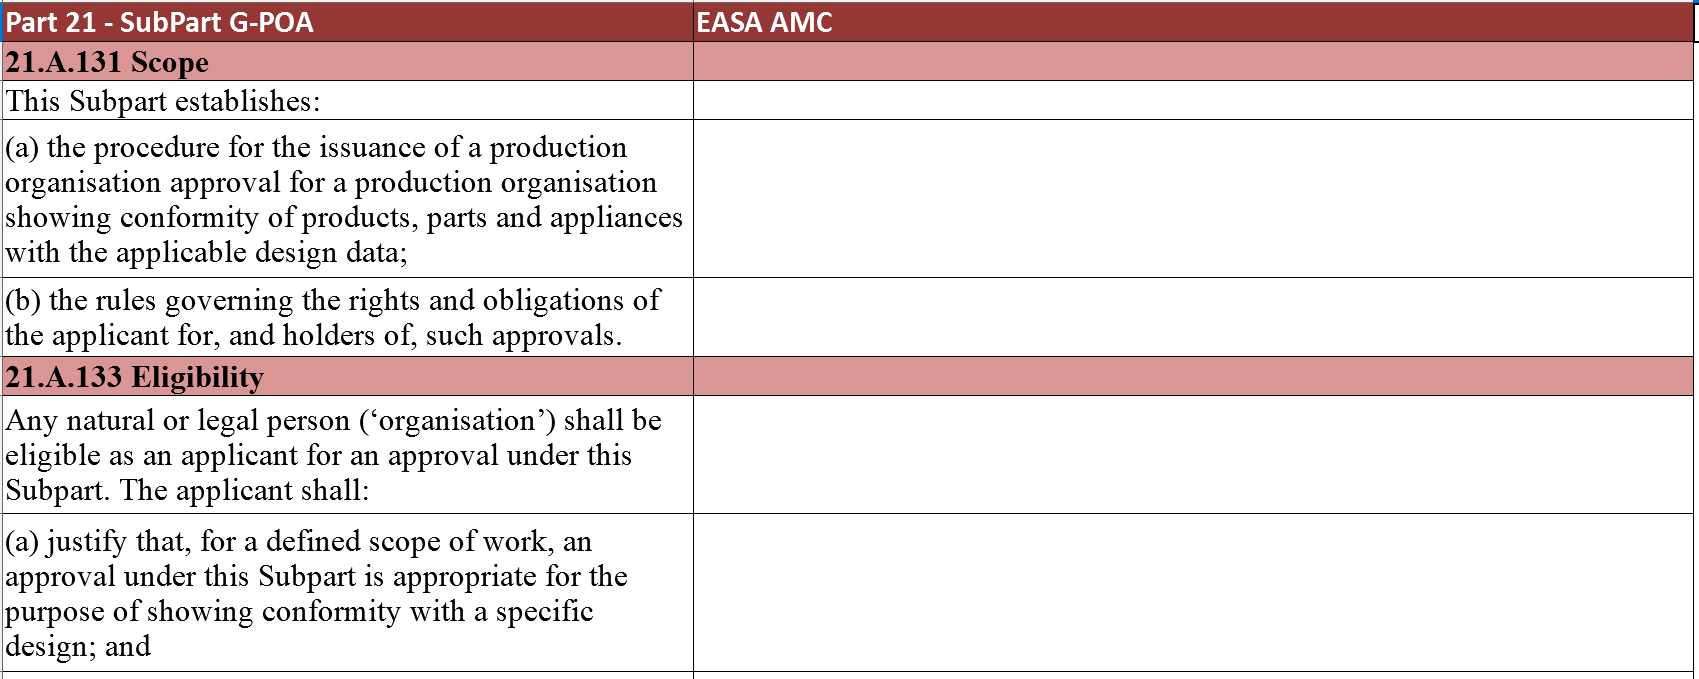 Part 21 - SubPart G-POA
EASA AMC
21.A.131 Scope
This Subpart establishes:
(a) the procedure for the issuance of a production
organisation approval for a production organisation
showing conformity of products, parts and appliances
with the applicable design data;
(b) the rules governing the rights and obligations of
the applicant for, and holders of, such approvals.
21.A.133 Eligibility
Any natural or legal person (‘organisation’) shall be
eligible as an applicant for an approval under this
Subpart. The applicant shall:
(a) justify that, for a defined scope of work, an
approval under this Subpart is appropriate for the
purpose of showing conformity with a specific
design; and